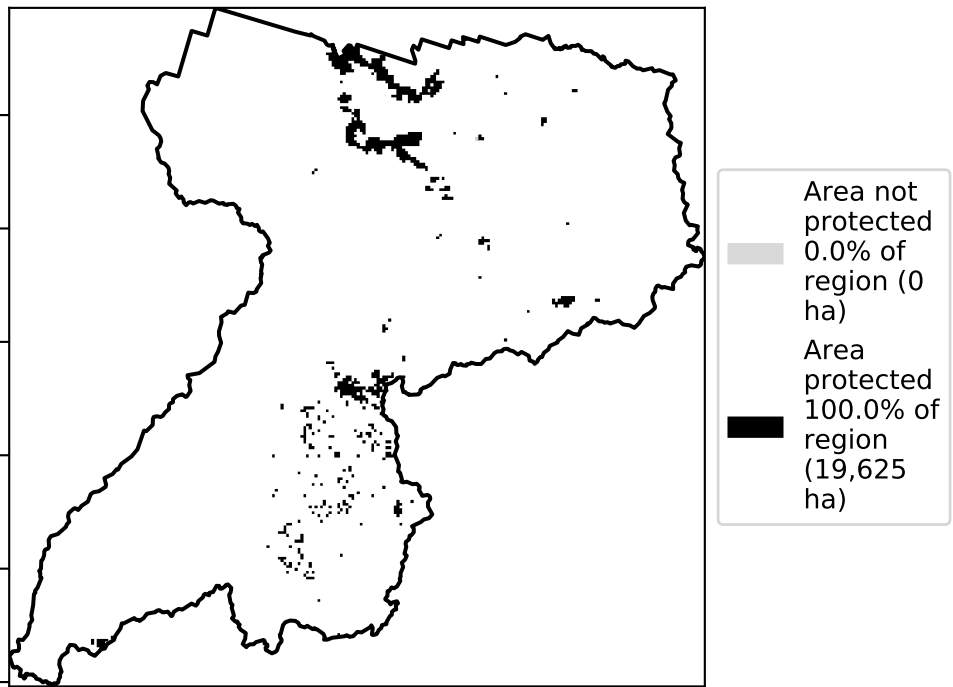 Area not
protected
0.0% of
region (0
ha)
Area
protected
100.0% of
region
(19,625
ha)